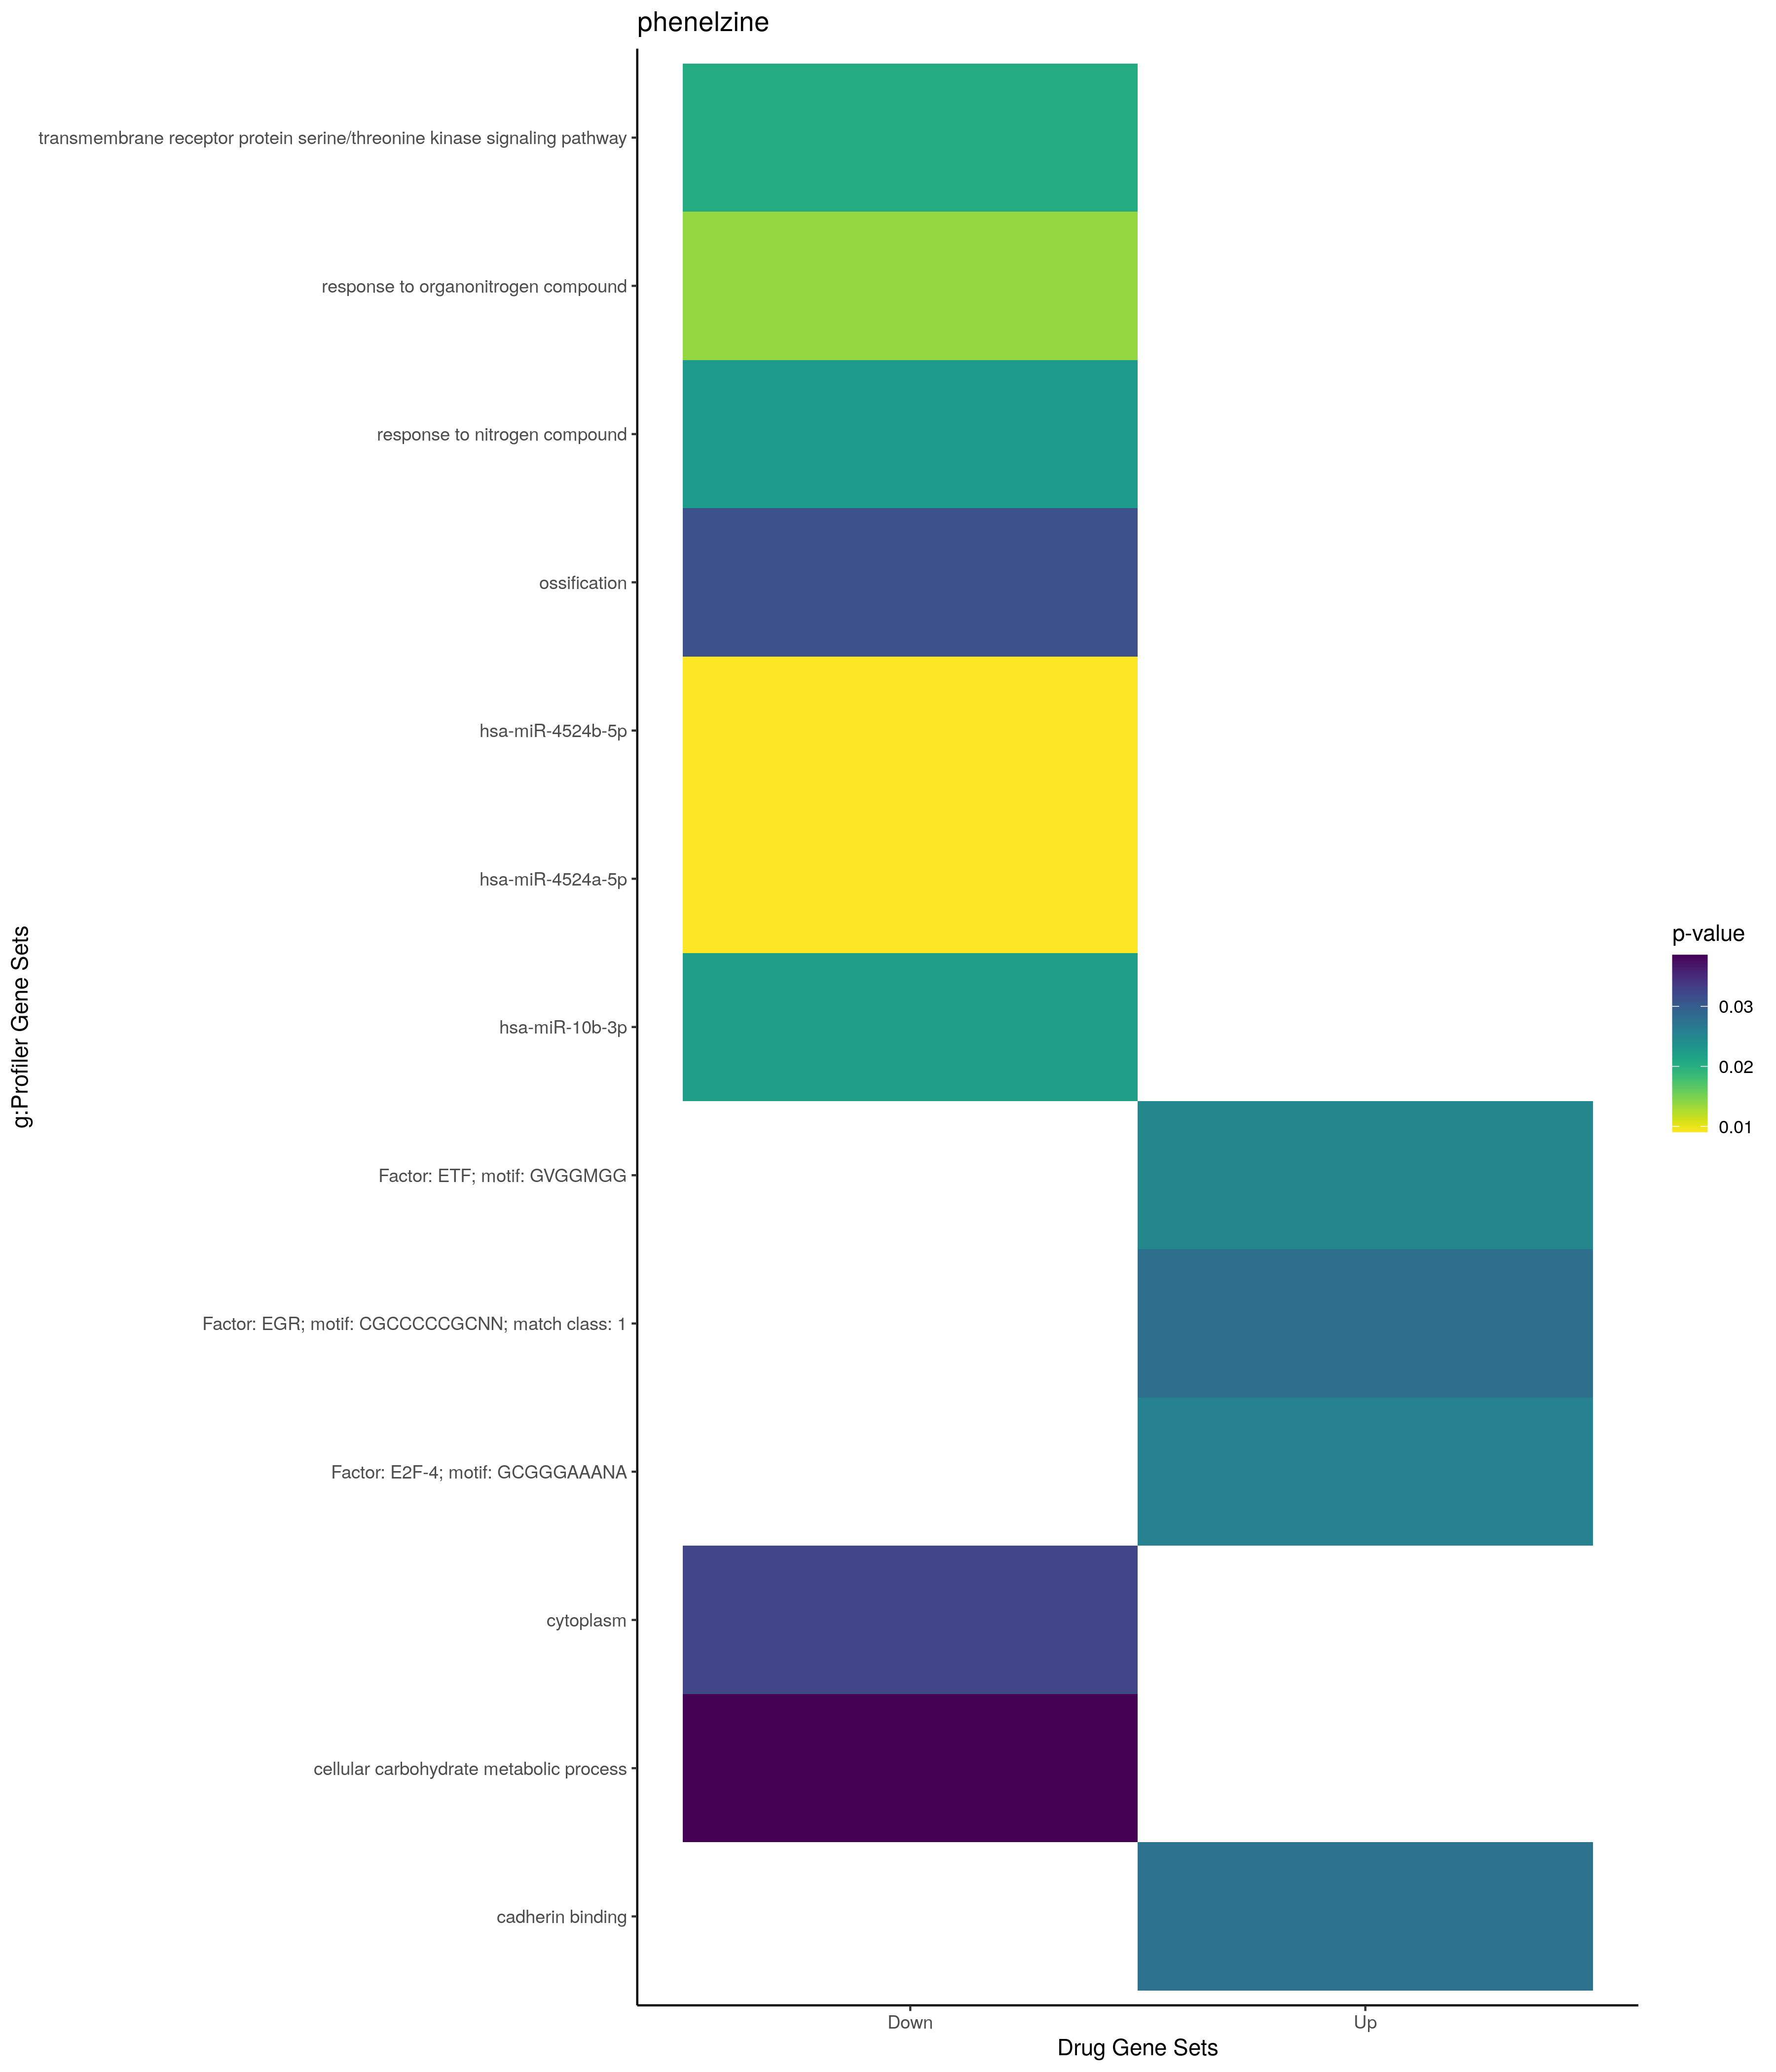 phenelzine
transmembrane receptor protein serine/threonine kinase signaling pathway
response to organonitrogen compound
response to nitrogen compound
ossification
hsa-miR-4524b-5p
hsa-miR-4524a-5p
hsa-miR-10b-3p
Factor: ETF; motif: GVGGMGG
Factor: EGR; motif: CGCCCCCGCNN; match class: 1
Factor: E2F-4; motif: GCGGGAAANA
cytoplasm
cellular carbohydrate metabolic process
cadherin binding
g:Profiler Gene Sets
Down
Up
Drug Gene Sets
p-value
0.03
0.02
0.01